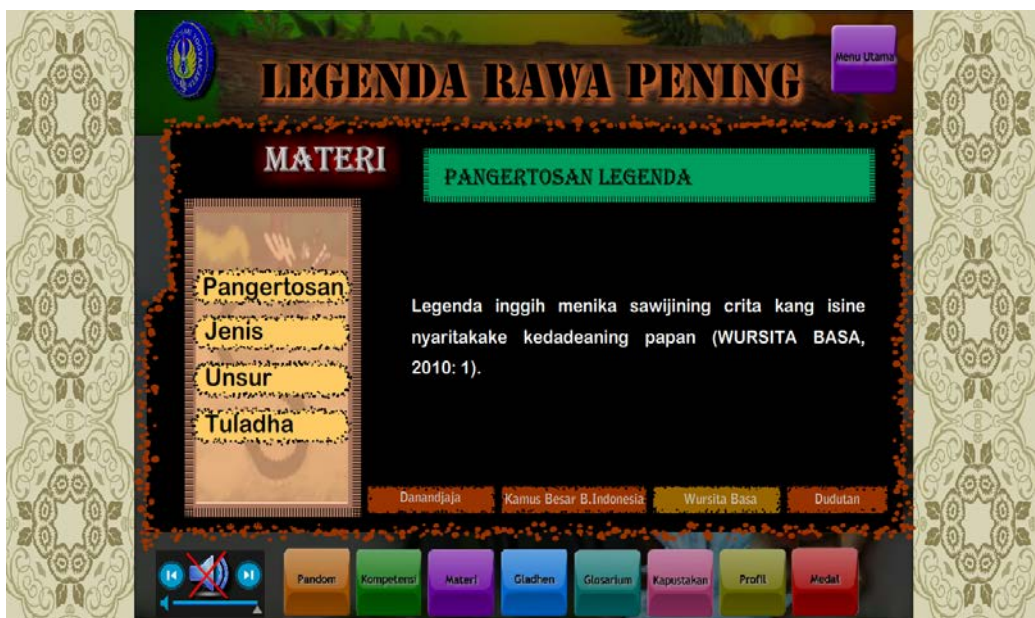 LEGENDA RAWA PENING
Menu Utama
MATERI
PANGERTOSAN LEGENDA
Pangertosan
Jenis
Unsur
Tuladha
Legenda inggih menika sawijining crita kang isine
nyaritakake kedadeaning papan (WURSITA BASA,
2010: 1).
Danandjaja
Kamus Besar B.Indonesia
Wursita Basa
Dudutan
Pandom
Kompetensi
Materi
Gladhen
Glosarium
Kapustakan
Profil
Medal